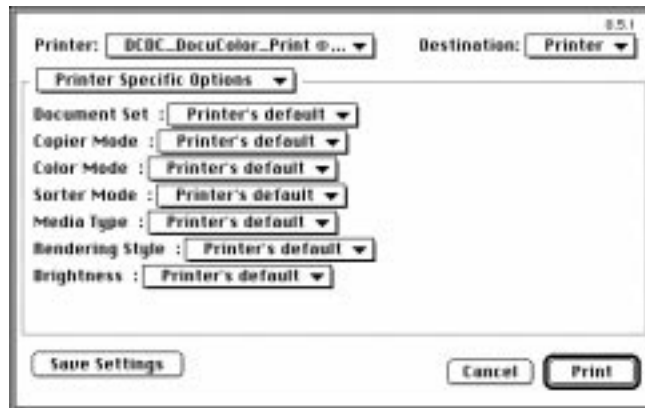 8.5.1
Printer: DCOC_DocuColor_Print @... Destination: Printer
Printer Specific Options
Document Set : Printer's default
Copier Mode : Printer's default
Color Mode : Printer's default
Sorter Mode : Printer's default
Media Type : Printer's default
Rendering Style : Printer's default
Brightness : Printer's default
Save Settings Cancel Print